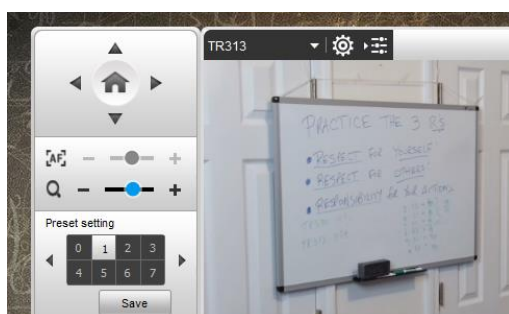 TR313
[AF]
Preset setting
0 1 2 3
4 5 6 7
Save
PRACTICE THE 3 R'S
• RESPECT FOR YOURSELF
• RESPECT FOR OTHERS
• RESPONSIBILITY for our ACTIONS